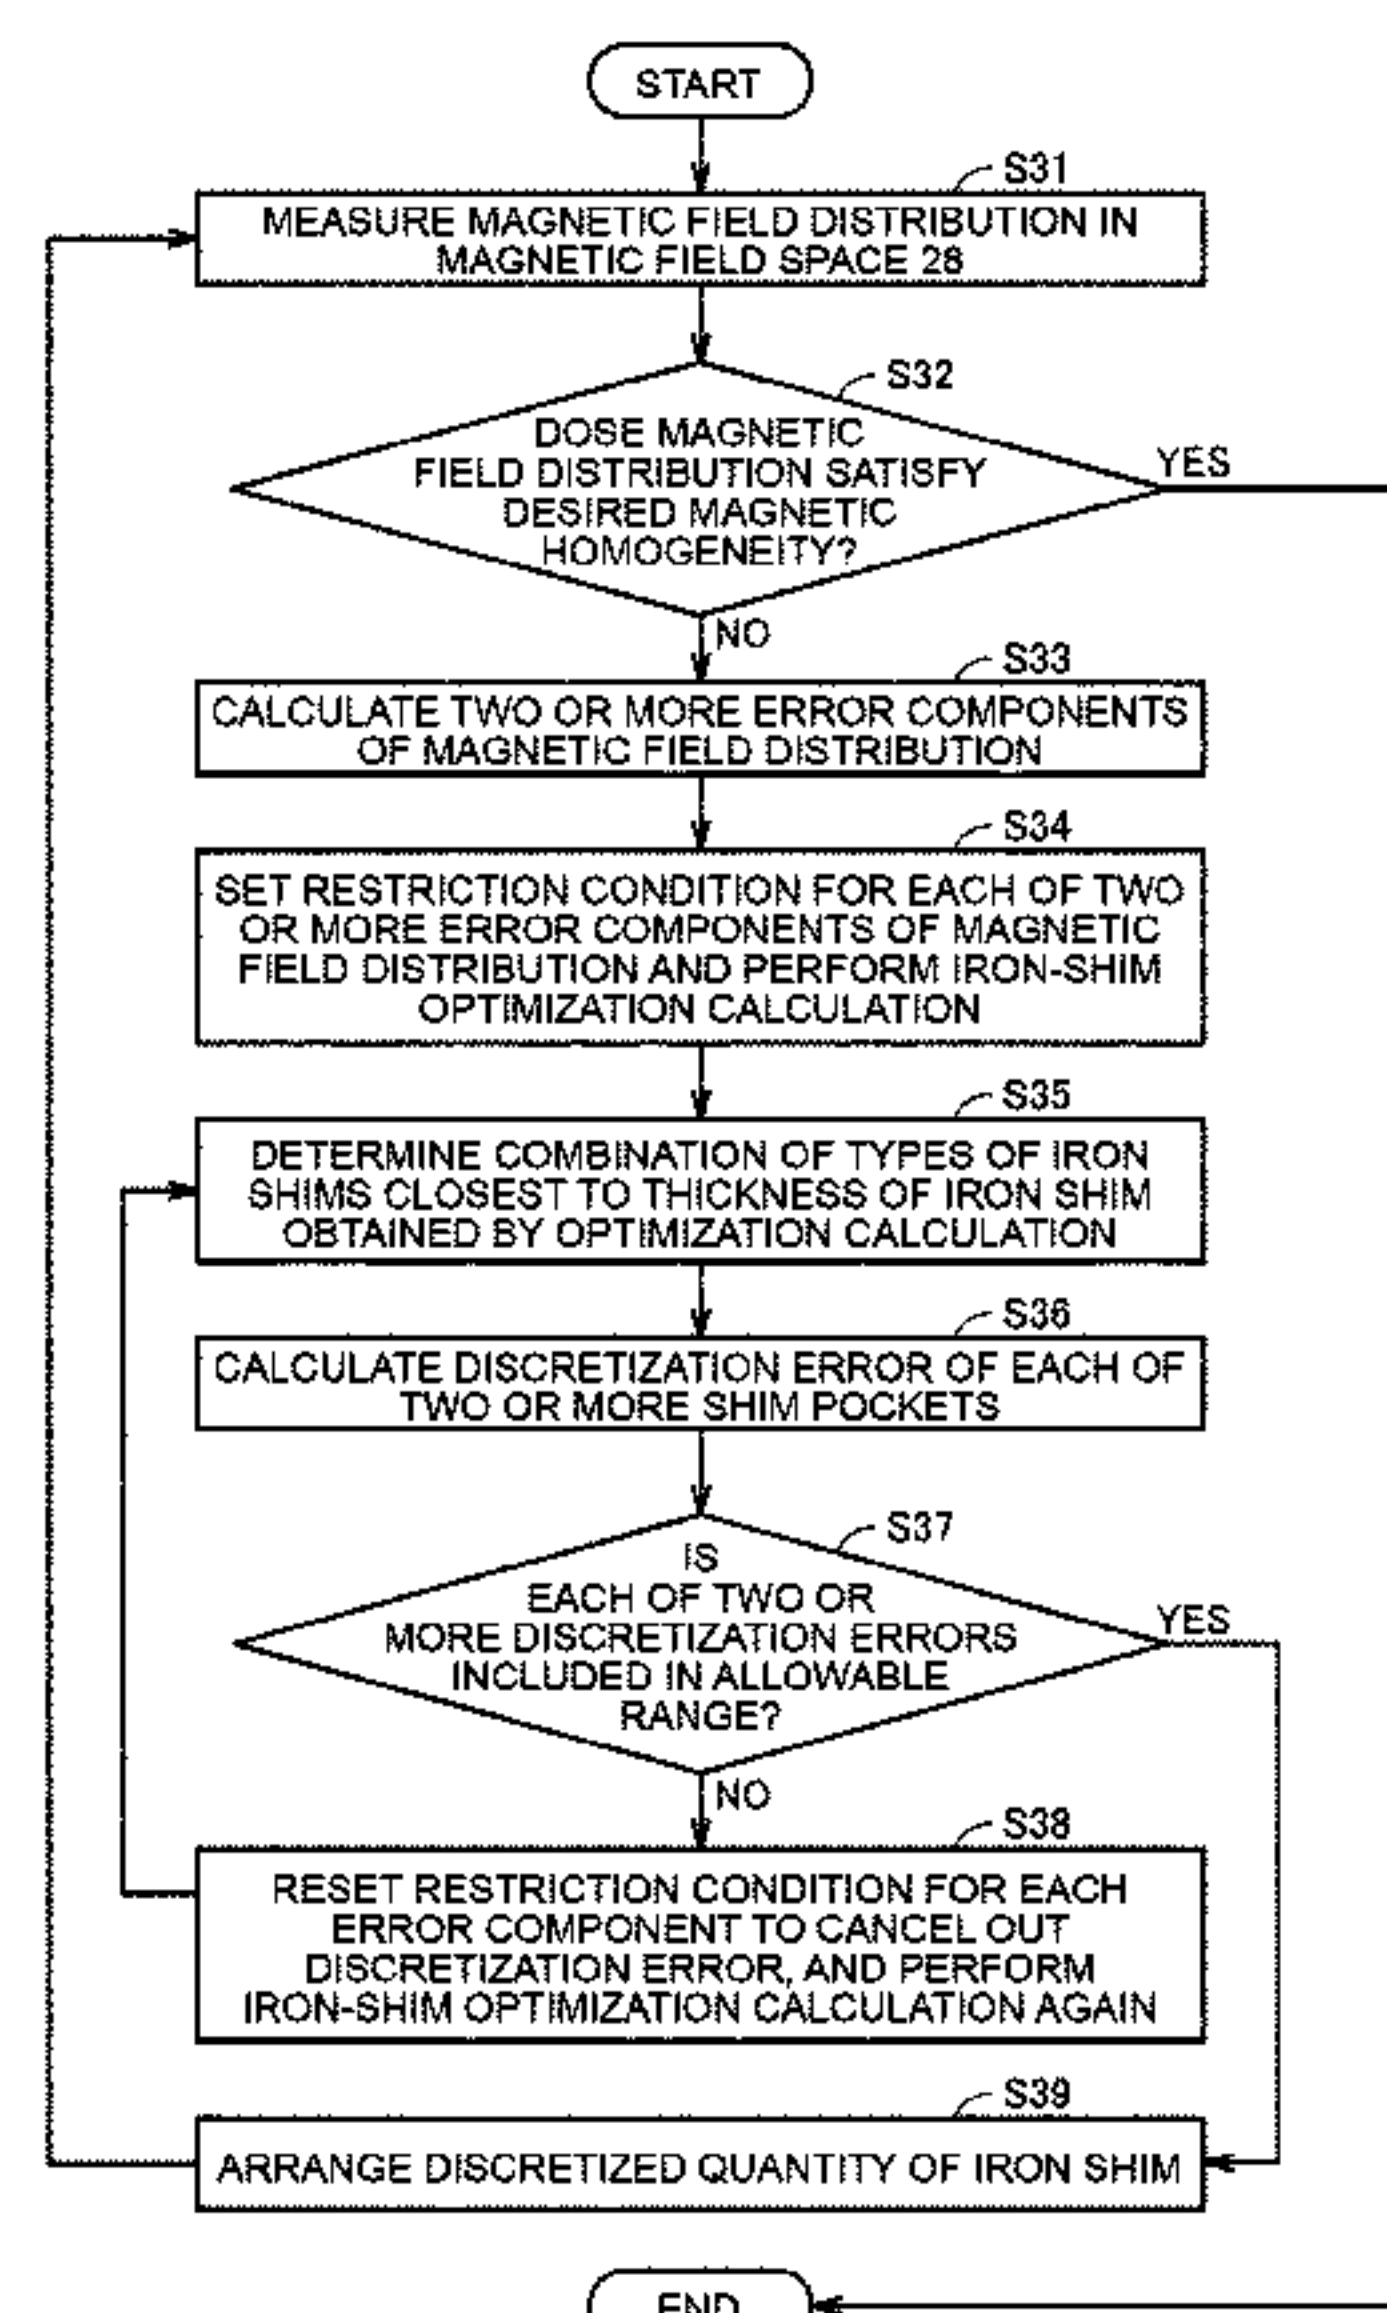 START
S31
MEASURE MAGNETIC FIELD DISTRIBUTION IN
MAGNETIC FIELD SPACE 28
S32
DOSE MAGNETIC
FIELD DISTRIBUTION SATISFY
DESIRED MAGNETIC
HOMOGENEITY?
YES
NO
S33
CALCULATE TWO OR MORE ERROR COMPONENTS
OF MAGNETIC FIELD DISTRIBUTION
S34
SET RESTRICTION CONDITION FOR EACH OF TWO
OR MORE ERROR COMPONENTS OF MAGNETIC
FIELD DISTRIBUTION AND PERFORM IRON-SHIM
OPTIMIZATION CALCULATION
S35
DETERMINE COMBINATION OF TYPES OF IRON
SHIMS CLOSEST TO THICKNESS OF IRON SHIM
OBTAINED BY OPTIMIZATION CALCULATION
S36
CALCULATE DISCRETIZATION ERROR OF EACH OF
TWO OR MORE SHIM POCKETS
S37
IS
EACH OF TWO OR
MORE DISCRETIZATION ERRORS
INCLUDED IN ALLOWABLE
RANGE?
YES
NO
S38
RESET RESTRICTION CONDITION FOR EACH
ERROR COMPONENT TO CANCEL OUT
DISCRETIZATION ERROR, AND PERFORM
IRON-SHIM OPTIMIZATION CALCULATION AGAIN
S39
ARRANGE DISCRETIZED QUANTITY OF IRON SHIM
END